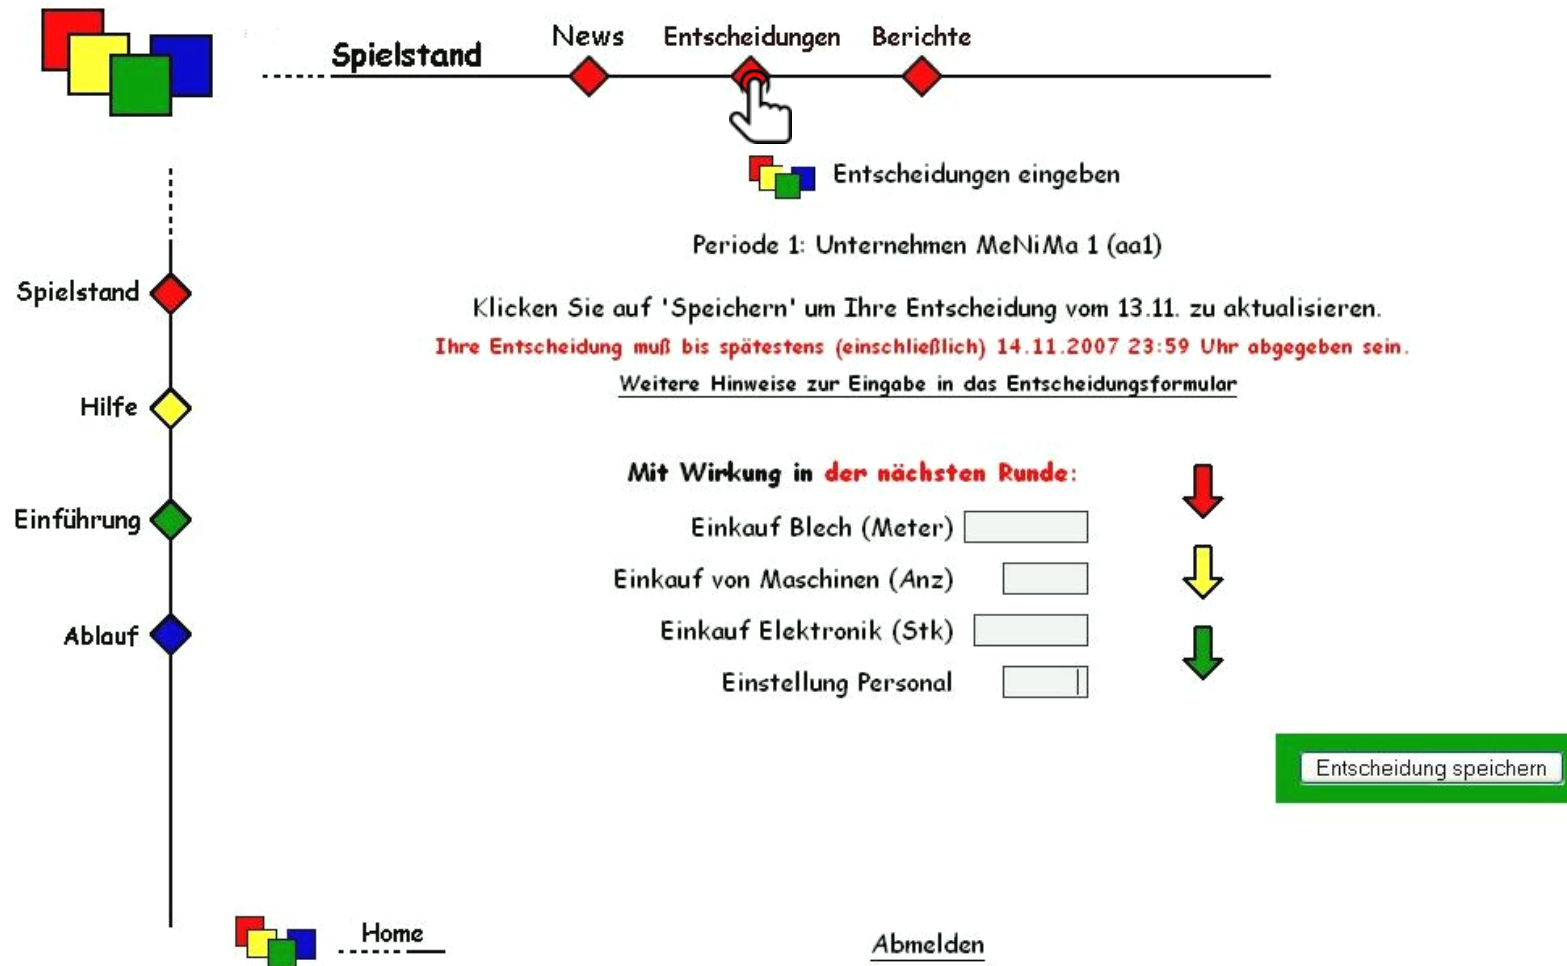 News Entscheidungen Berichte
Spielstand
Entscheidungen eingeben
Periode 1: Unternehmen MeNiMa 1 (aa1)
Spielstand
Klicken Sie auf 'Speichern' um Ihre Entscheidung vom 13.11. zu aktualisieren.
Ihre Entscheidung muß bis spätestens (einschließlich) 14.11.2007 23:59 Uhr abgegeben sein.
Weitere Hinweise zur Eingabe in das Entscheidungsformular
Hilfe
Mit Wirkung in der nächsten Runde:
Einführung
Einkauf Blech (Meter)
Einkauf von Maschinen (Anz)
Ablauf
Einkauf Elektronik (Stk)
Einstellung Personal
Entscheidung speichern
Home
Abmelden